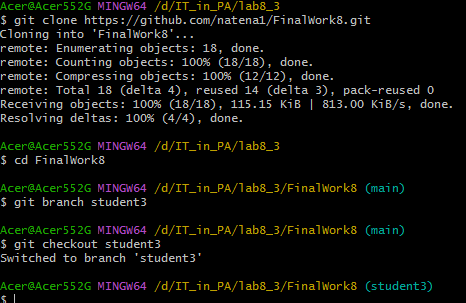 Acer@Acer552G MINGW64 /d/IT_in_PA/lab8_3
$ git clone https://github.com/natena1/FinalWork8.git
Cloning into 'FinalWork8'...
remote: Enumerating objects: 18, done.
remote: Counting objects: 100% (18/18), done.
remote: Compressing objects: 100% (12/12), done.
remote: Total 18 (delta 4), reused 14 (delta 3), pack-reused 0
Receiving objects: 100% (18/18), 115.15 KiB | 813.00 KiB/s, done.
Resolving deltas: 100% (4/4), done.
Acer@Acer552G MINGW64 /d/IT_in_PA/lab8_3
$ cd FinalWork8
Acer@Acer552G MINGW64 /d/IT_in_PA/lab8_3/FinalWork8 (main)
$ git branch student3
Acer@Acer552G MINGW64 /d/IT_in_PA/lab8_3/FinalWork8 (main)
$ git checkout student3
Switched to branch 'student3'
Acer@Acer552G MINGW64 /d/IT_in_PA/lab8_3/FinalWork8 (student3)
$